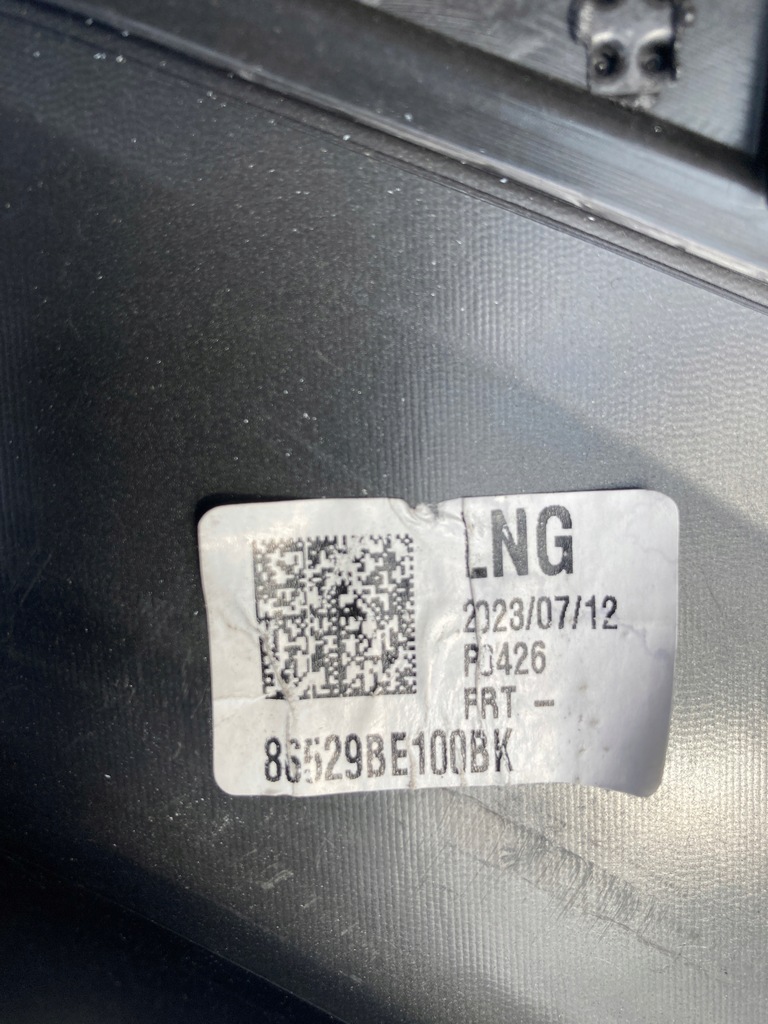 LNG
2023/07/12
P0426
FRT -
86529BE100BK